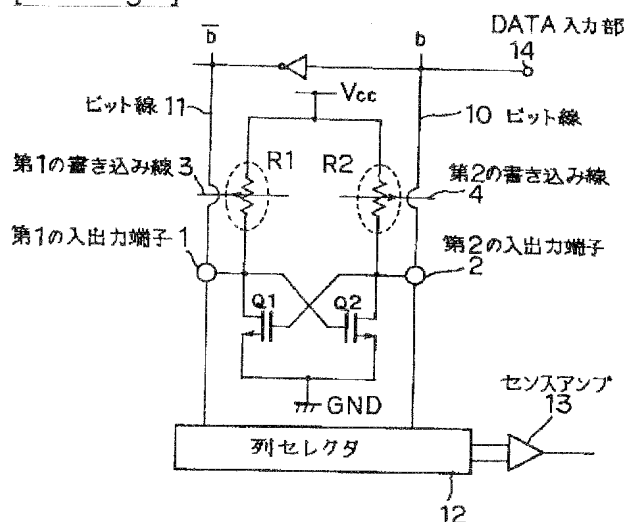 b̅
b
DATA 入力部
14
Vcc
ビット線 11
10 ビット線
R1
R2
第1の書き込み線 3
第2の書き込み線
4
第1の入出力端子 1
第2の入出力端子
2
Q1
Q2
GND
センスアンプ
13
列セレクタ
12